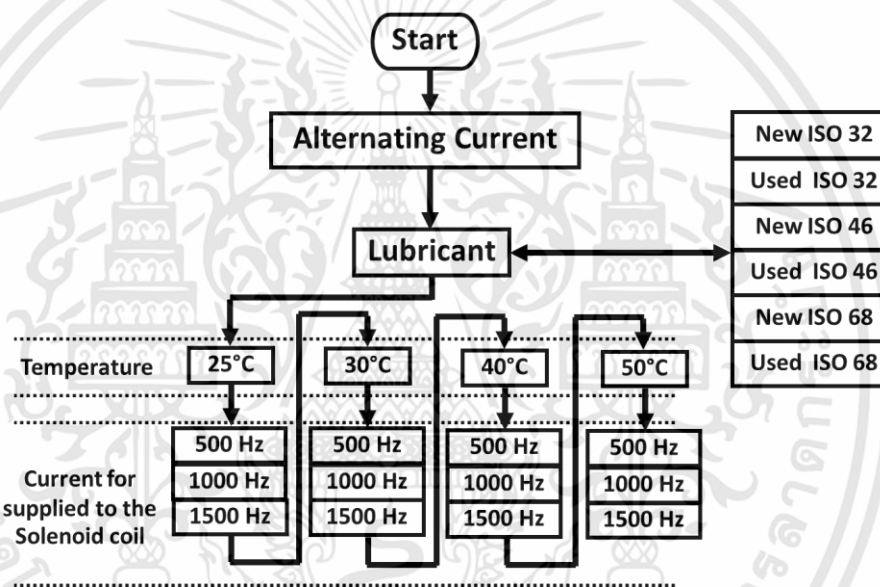 Start
Alternating Current
Lubricant
New ISO 32
Used ISO 32
New ISO 46
Used ISO 46
New ISO 68
Used ISO 68
Temperature
25°C
30°C
40°C
50°C
Current for
supplied to the
Solenoid coil
500 Hz
1000 Hz
1500 Hz
500 Hz
1000 Hz
1500 Hz
500 Hz
1000 Hz
1500 Hz
500 Hz
1000 Hz
1500 Hz